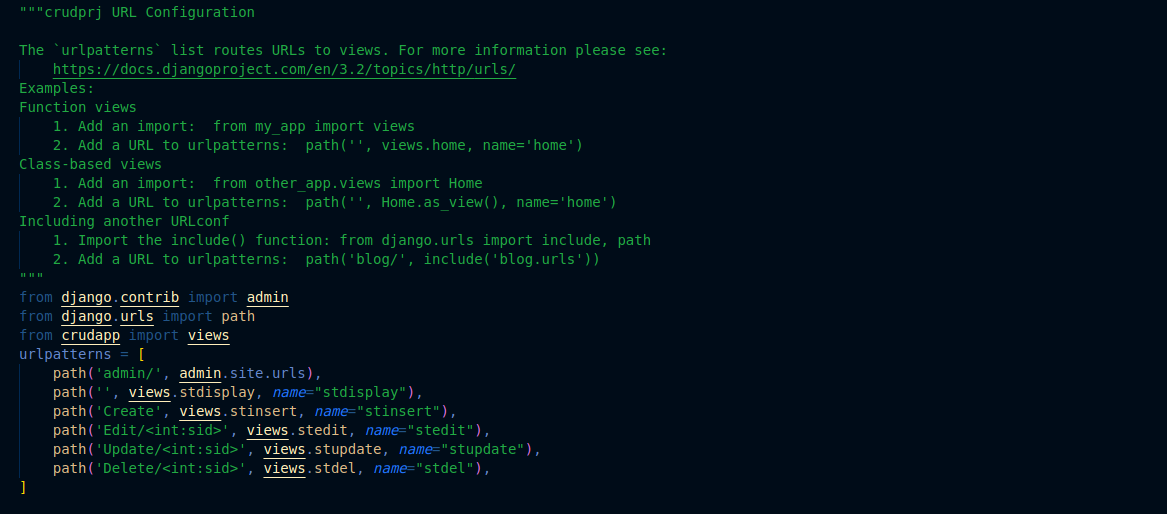 """crudprj URL Configuration

The `urlpatterns` list routes URLs to views. For more information please see:
    https://docs.djangoproject.com/en/3.2/topics/http/urls/
Examples:
Function views
    1. Add an import:  from my_app import views
    2. Add a URL to urlpatterns:  path('', views.home, name='home')
Class-based views
    1. Add an import:  from other_app.views import Home
    2. Add a URL to urlpatterns:  path('', Home.as_view(), name='home')
Including another URLconf
    1. Import the include() function: from django.urls import include, path
    2. Add a URL to urlpatterns:  path('blog/', include('blog.urls'))
"""
from django.contrib import admin
from django.urls import path
from crudapp import views
urlpatterns = [
    path('admin/', admin.site.urls),
    path('', views.stdisplay, name="stdisplay"),
    path('Create', views.stinsert, name="stinsert"),
    path('Edit/<int:sid>', views.stedit, name="stedit"),
    path('Update/<int:sid>', views.stupdate, name="stupdate"),
    path('Delete/<int:sid>', views.stdel, name="stdel"),
]